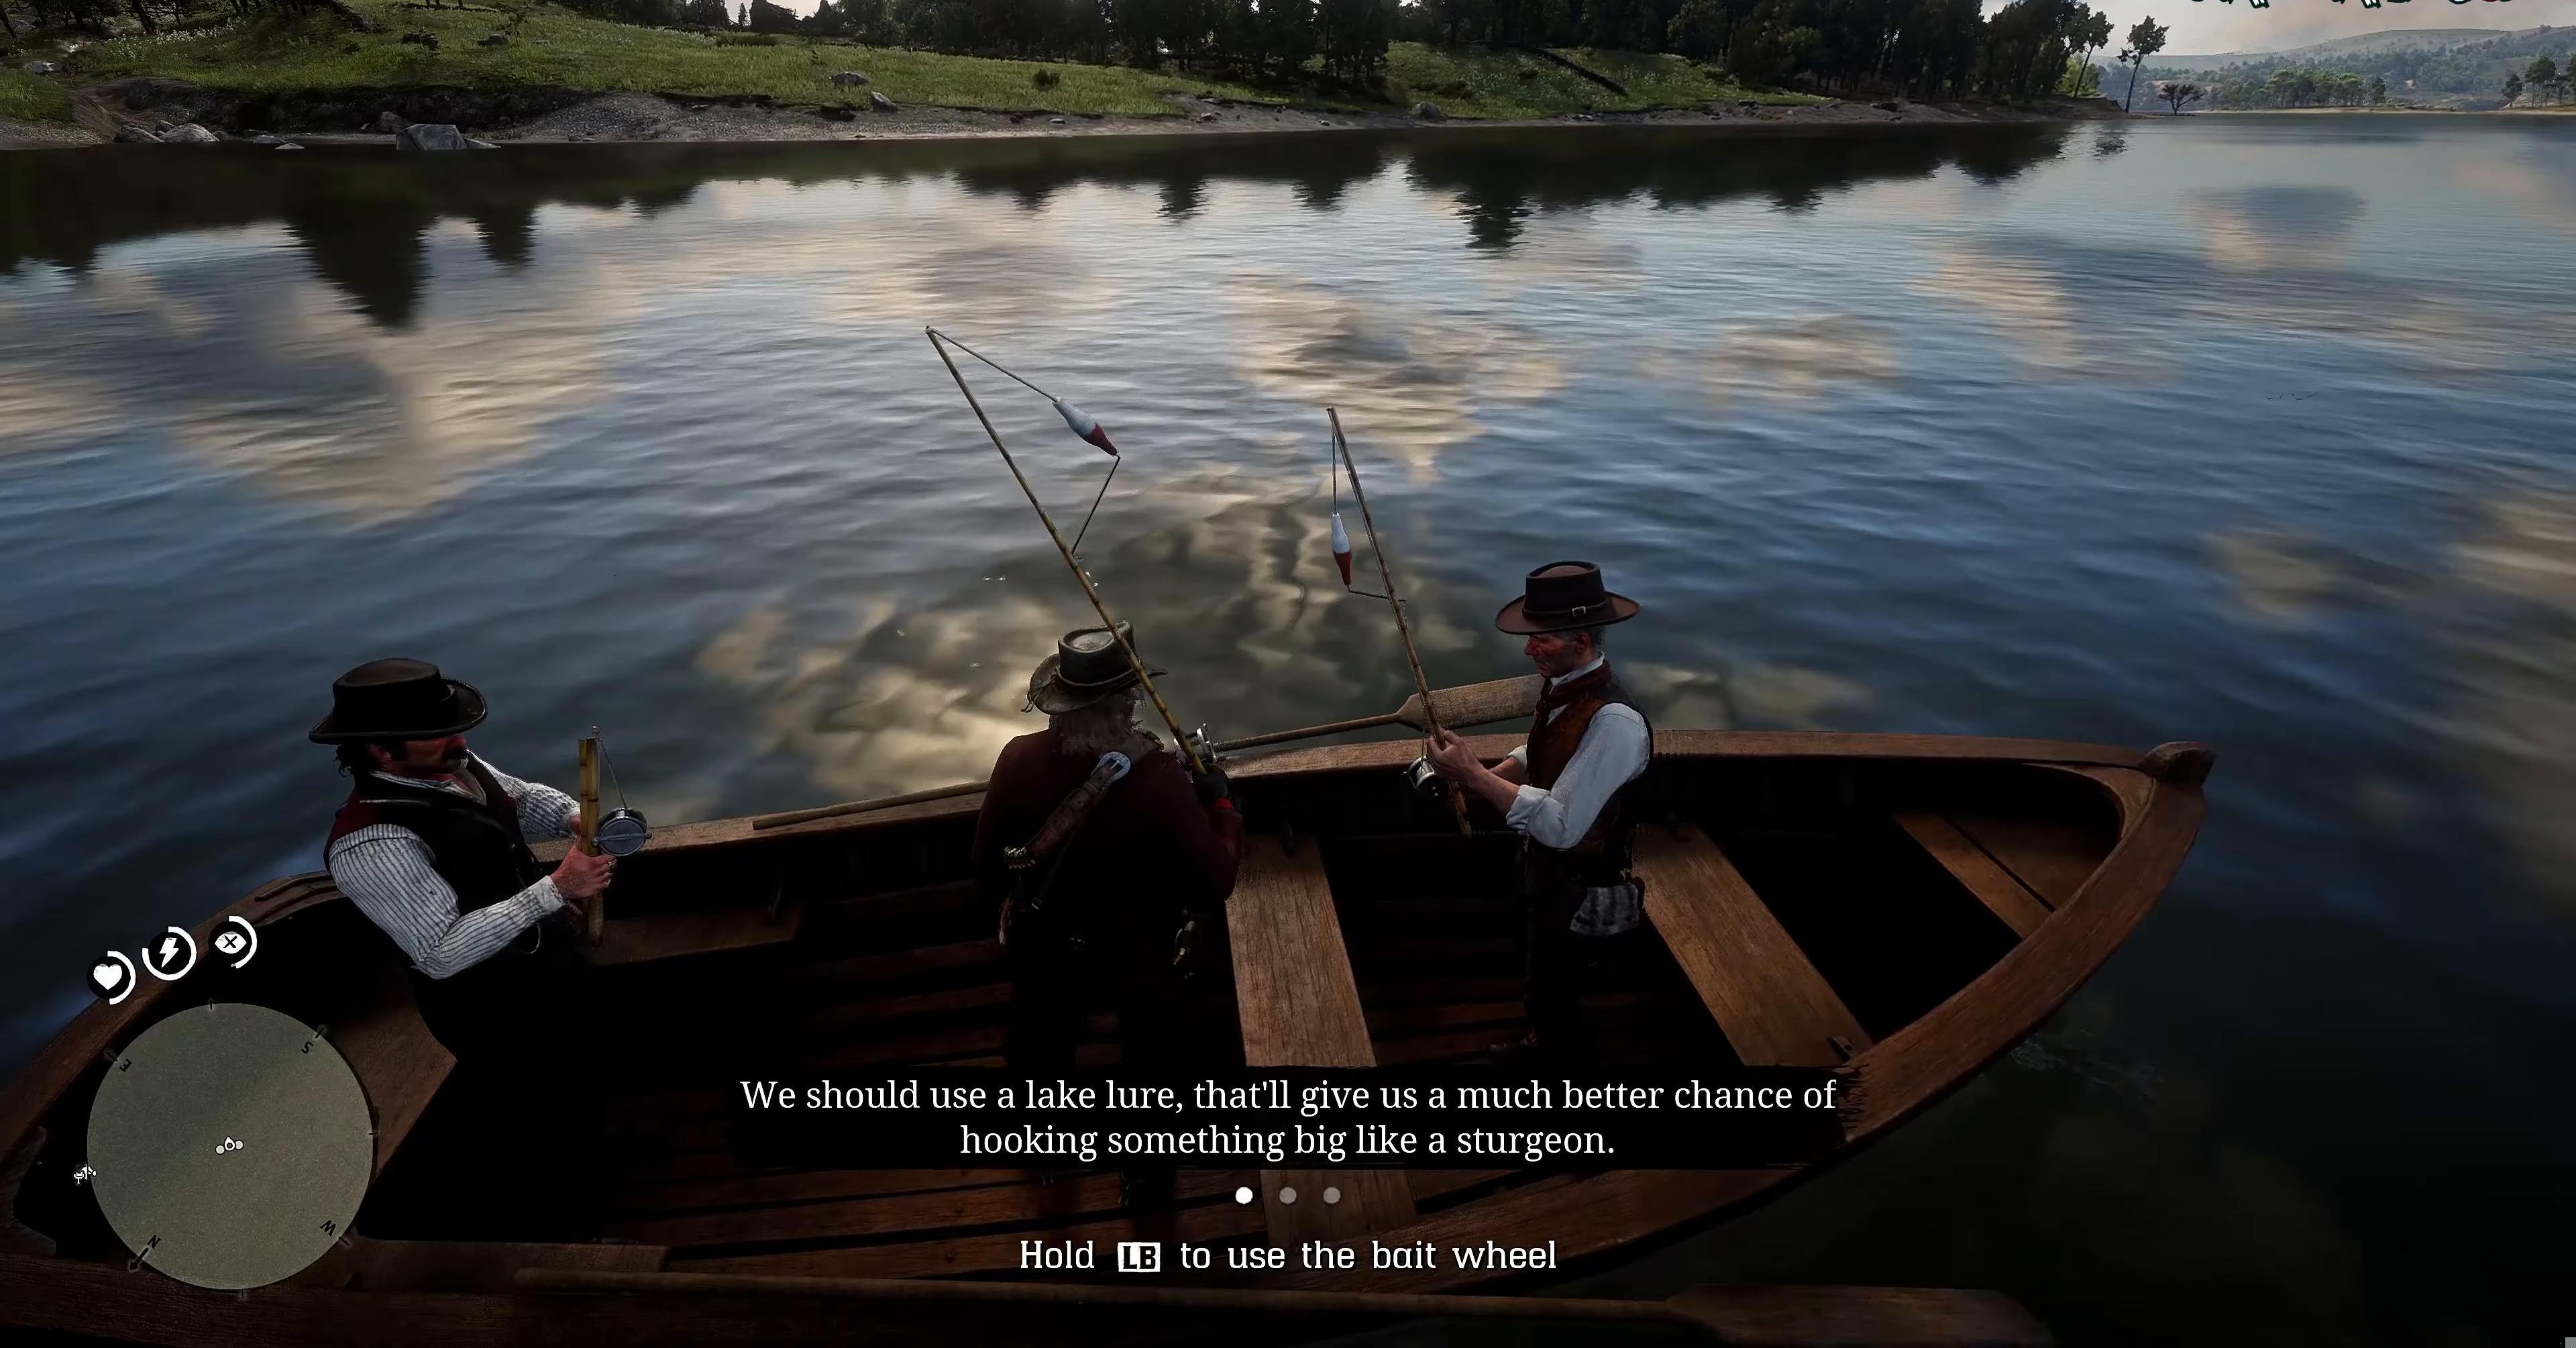 We should use a lake lure, that'll give us a much better chance of
hooking something big like a sturgeon.
Hold LB to use the bait wheel
S
E
W
N